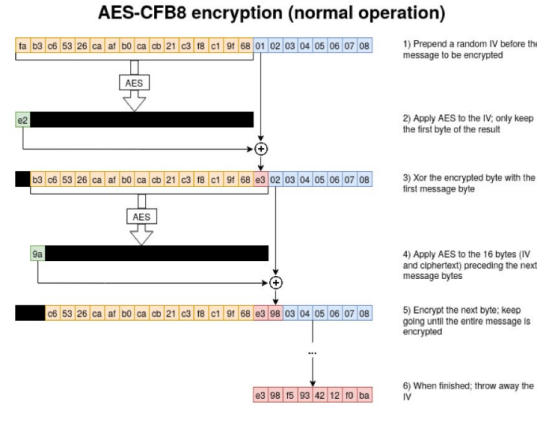 AES-CFB8 encryption (normal operation)
fa b3 c6 53 26 ca af b0 ca cb 21 c3 f8 c1 9f 68 01 02 03 04 05 06 07 08
1) Prepend a random IV before the
message to be encrypted
AES
e2
2) Apply AES to the IV; only keep
the first byte of the result
b3 c6 53 26 ca af b0 ca cb 21 c3 f8 c1 9f 68 e3 02 03 04 05 06 07 08
3) Xor the encrypted byte with the
first message byte
AES
9a
4) Apply AES to the 16 bytes (IV
and ciphertext) preceding the next
message bytes
c6 53 26 ca af b0 ca cb 21 c3 f8 c1 9f 68 e3 98 03 04 05 06 07 08
5) Encrypt the next byte; keep
going until the entire message is
encrypted
...
e3 98 f5 93 42 12 f0 ba
6) When finished; throw away the
IV